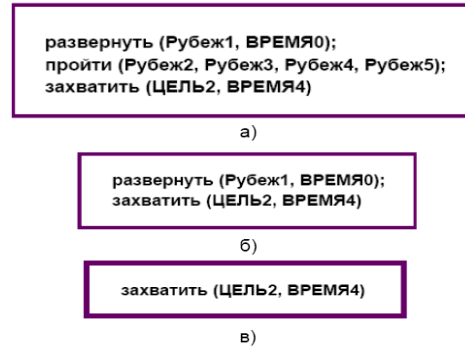 развернуть (Рубеж1, ВРЕМЯ0);
пройти (Рубеж2, Рубеж3, Рубеж4, Рубеж5);
захватить (ЦЕЛЬ2, ВРЕМЯ4)
а)
развернуть (Рубеж1, ВРЕМЯ0);
захватить (ЦЕЛЬ2, ВРЕМЯ4)
б)
захватить (ЦЕЛЬ2, ВРЕМЯ4)
в)